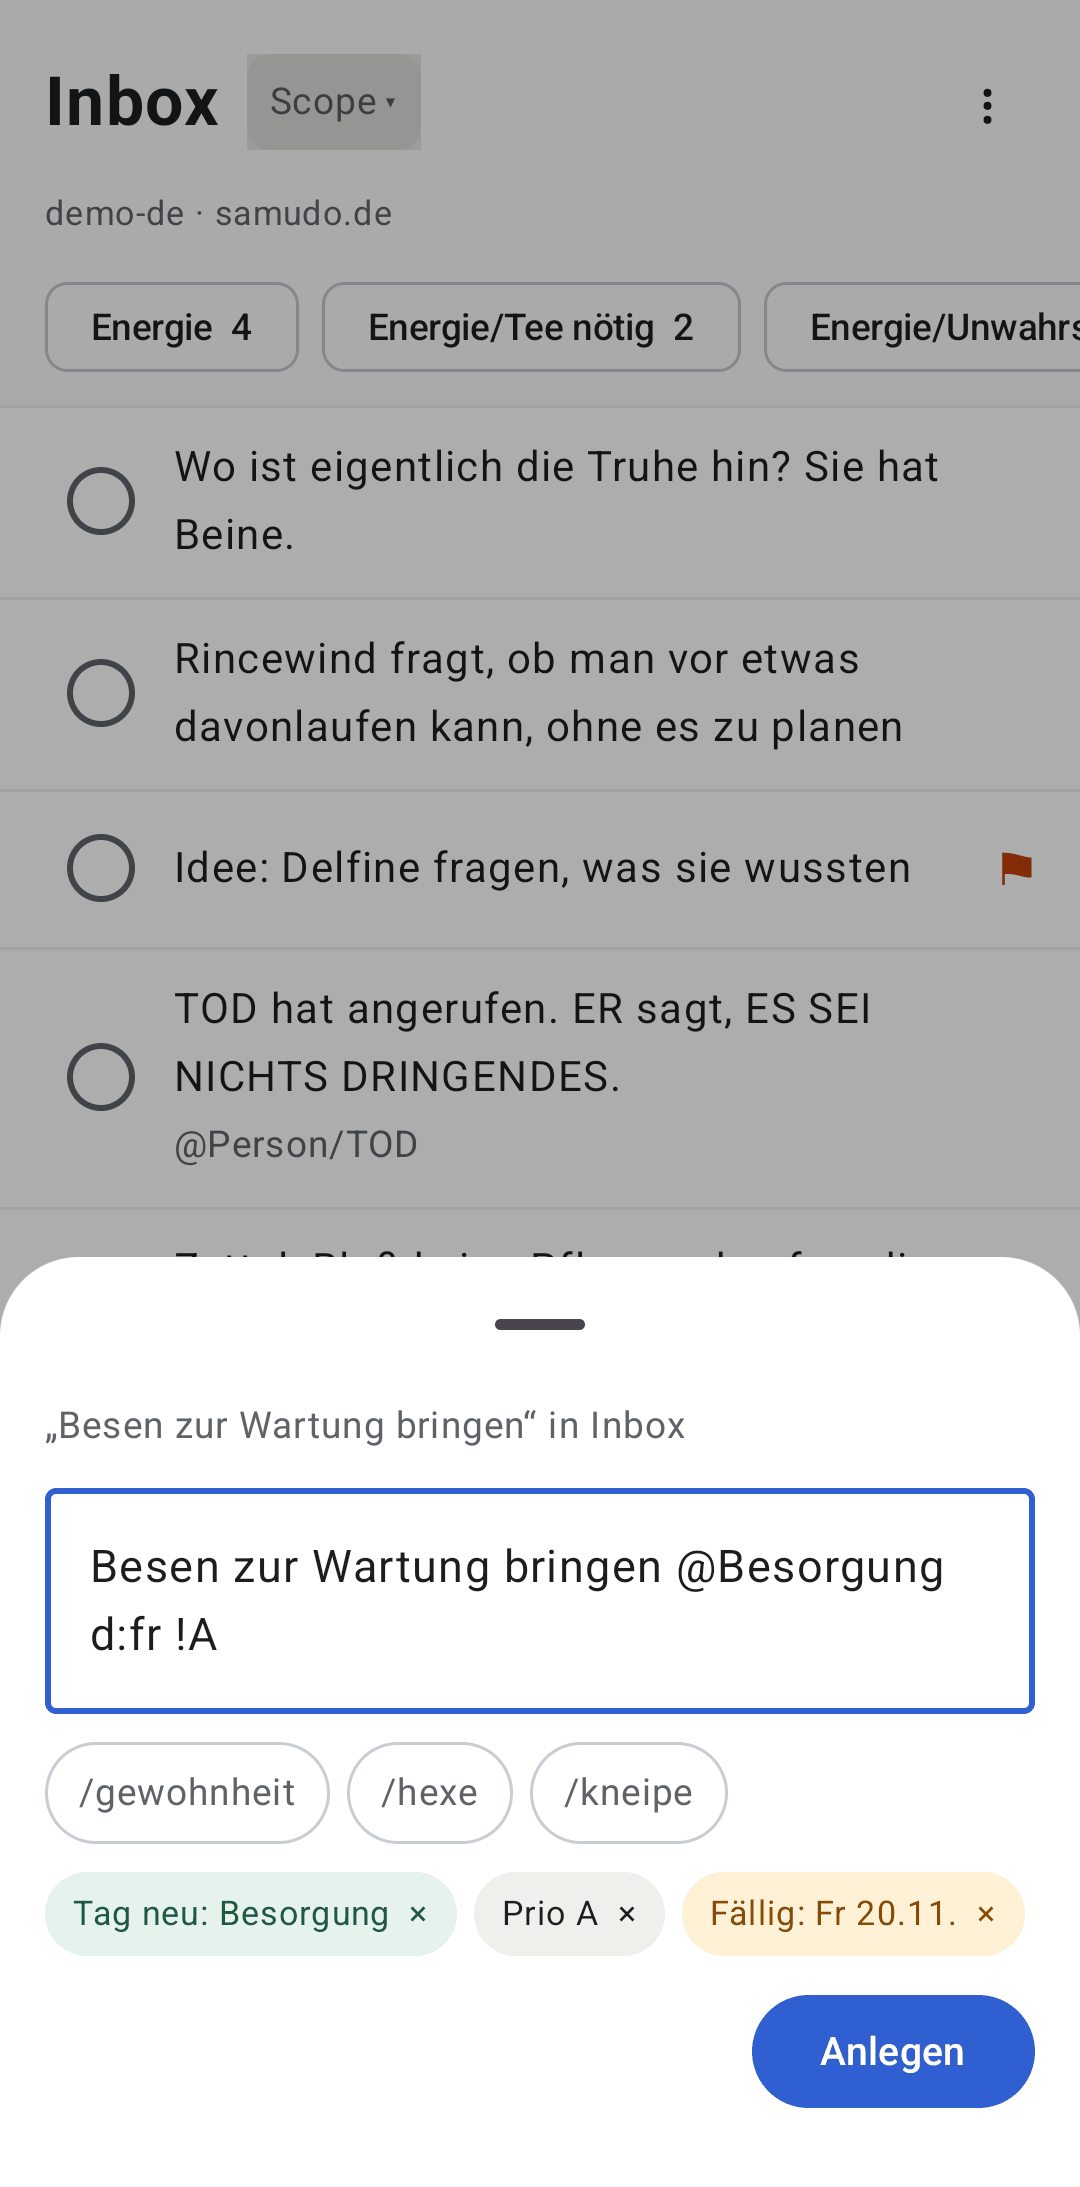 Inbox Scope ▾
demo-de · samudo.de
Energie 4 Energie/Tee nötig 2 Energie/Unwahrs
Wo ist eigentlich die Truhe hin? Sie hat
Beine.
Rincewind fragt, ob man vor etwas
davonlaufen kann, ohne es zu planen
Idee: Delfine fragen, was sie wussten
TOD hat angerufen. ER sagt, ES SEI
NICHTS DRINGENDES.
@Person/TOD
„Besen zur Wartung bringen“ in Inbox
Besen zur Wartung bringen @Besorgung
d:fr !A
/gewohnheit /hexe /kneipe
Tag neu: Besorgung × Prio A × Fällig: Fr 20.11. ×
Anlegen